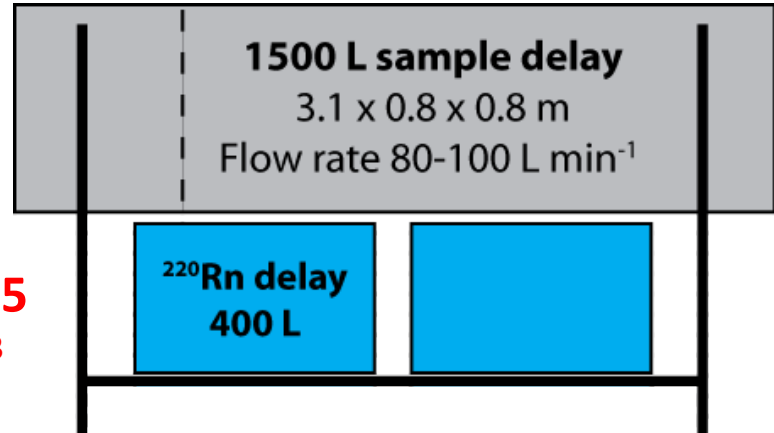 1500 L sample delay
3.1 x 0.8 x 0.8 m
Flow rate 80-100 L min⁻¹
²²⁰Rn delay
400 L
5